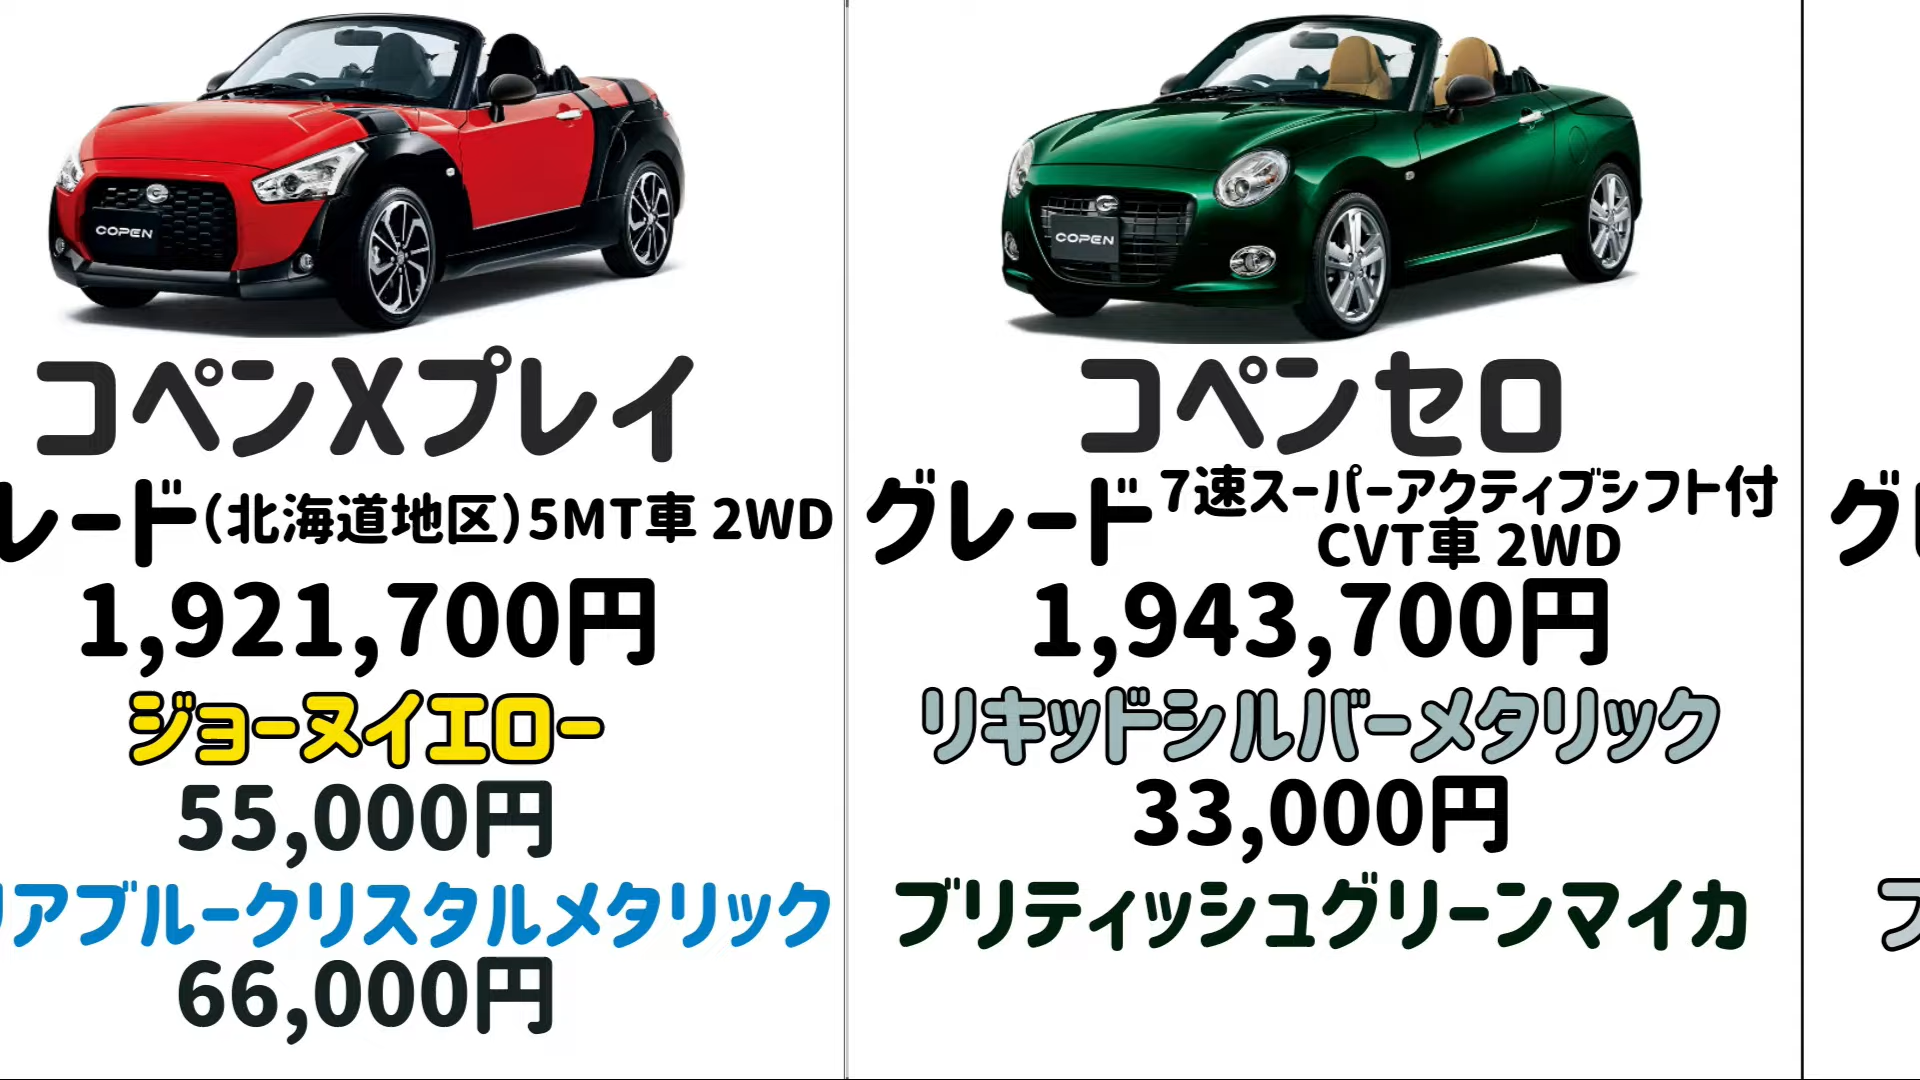 COPEN
コペンXプレイ
レード(北海道地区)5MT車 2WD
1,921,700円
ジョーヌイエロー
55,000円
リアブルークリスタルメタリック
66,000円
COPEN
コペンセロ
グレード 7速スーパーアクティブシフト付
CVT車 2WD
1,943,700円
リキッドシルバーメタリック
33,000円
ブリティッシュグリーンマイカ
グ